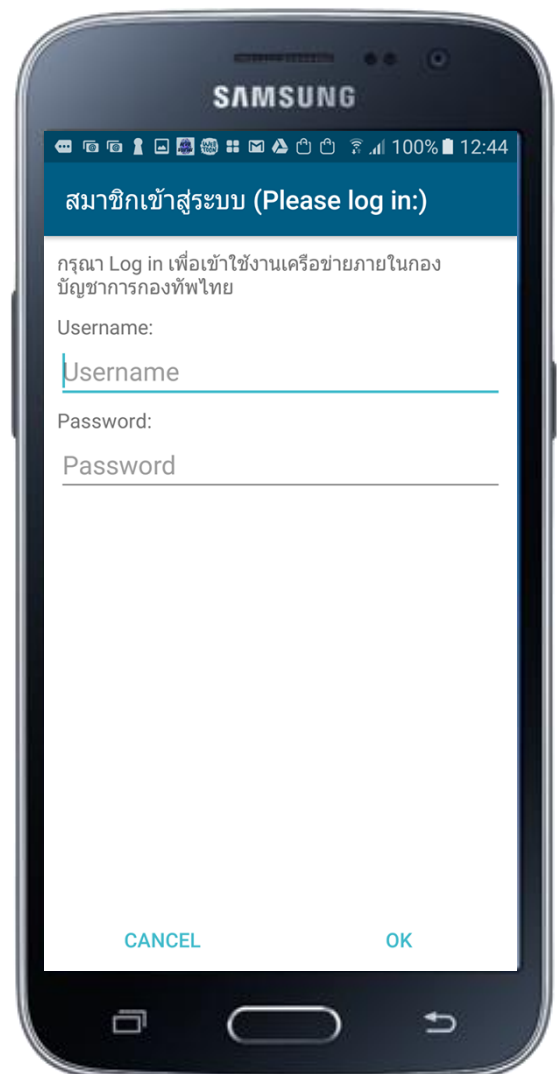 SAMSUNG
100% 12:44
สมาชิกเข้าสู่ระบบ (Please log in:)
กรุณา Log in เพื่อเข้าใช้งานเครือข่ายภายในกอง
บัญชาการกองทัพไทย
Username:
Username
Password:
Password
CANCEL OK